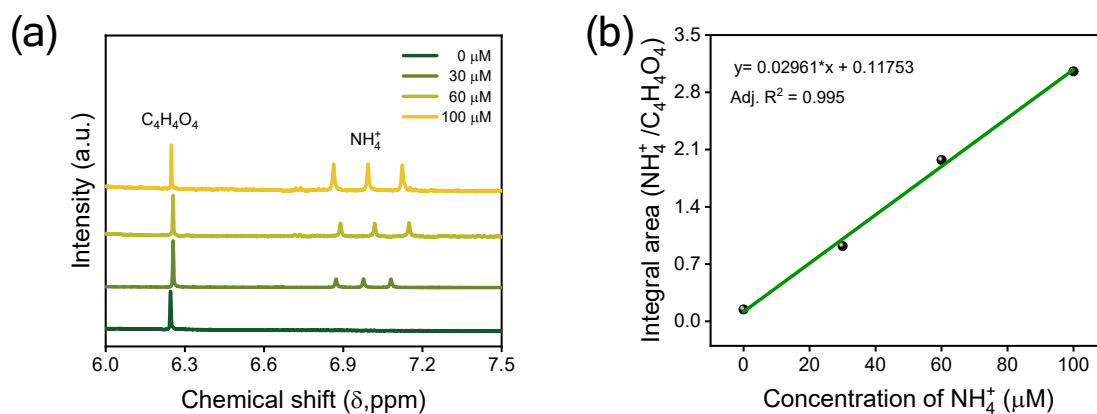 (a)
0 μM
30 μM
60 μM
100 μM
C₄H₄O₄
NH₄⁺
Intensity (a.u.)
6.0 6.3 6.6 6.9 7.2 7.5
Chemical shift (δ,ppm)
(b)
y= 0.02961*x + 0.11753
Adj. R² = 0.995
3.5
2.8
2.1
1.4
0.7
0.0
Integral area (NH₄⁺ /C₄H₄O₄)
0 20 40 60 80 100
Concentration of NH₄⁺ (μM)